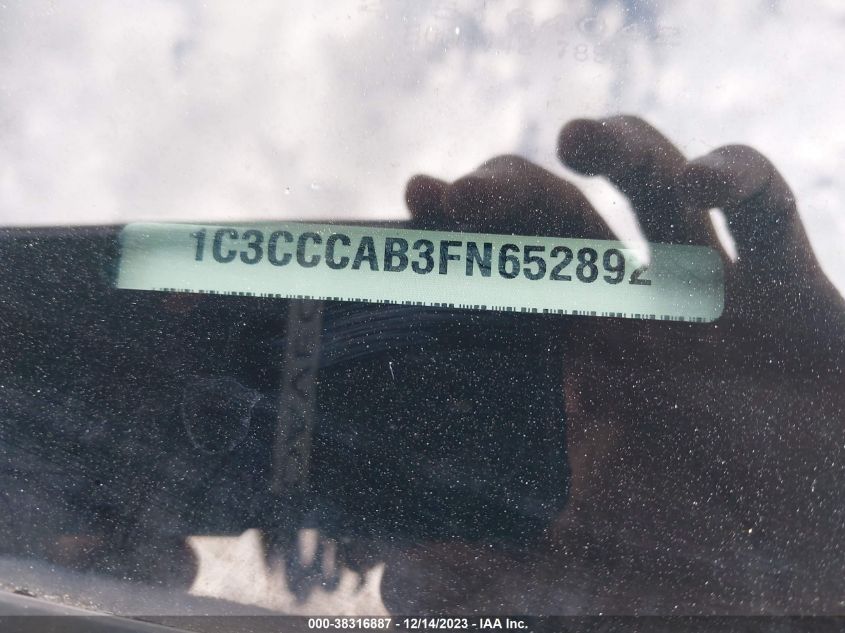 1C3CCCAB3FN652892
000-38316887 - 12/14/2023 - IAA Inc.